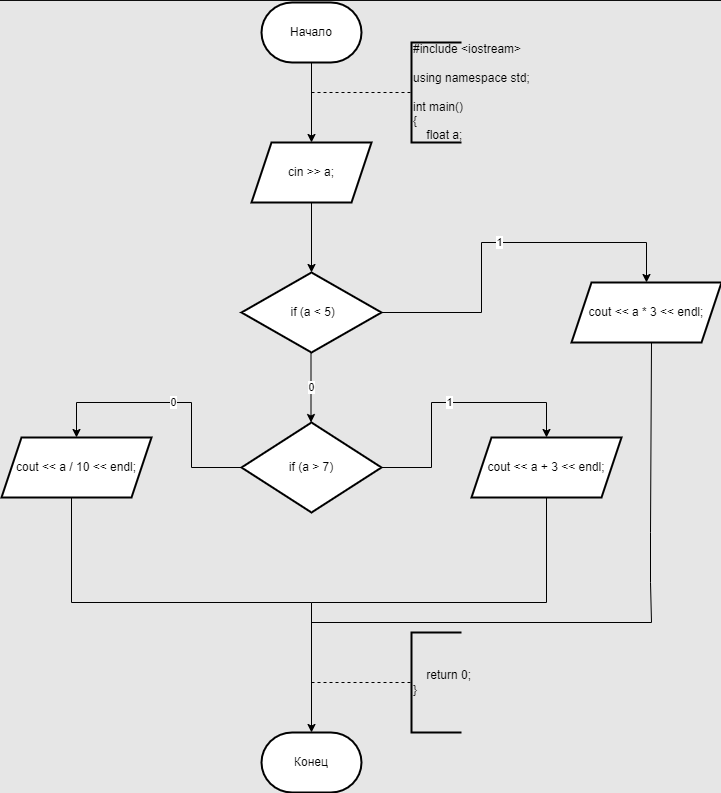 Начало
#include <iostream>
using namespace std;
int main()
{
float a;
cin >> a;
1
if (a < 5)
cout << a * 3 << endl;
0
0
1
cout << a / 10 << endl;
if (a > 7)
cout << a + 3 << endl;
return 0;
}
Конец